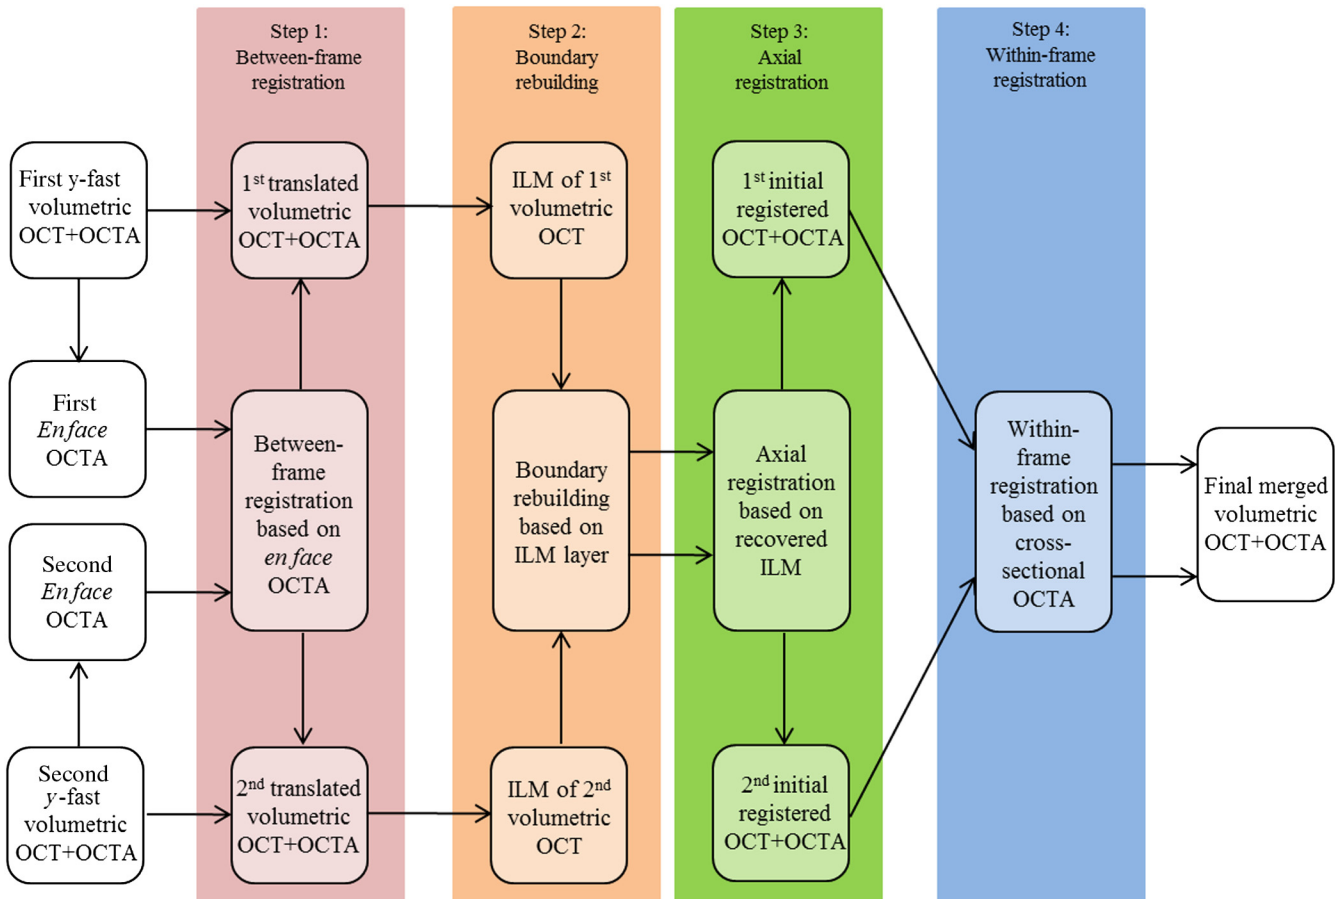 Step 1:
Between-frame
registration
Step 2:
Boundary
rebuilding
Step 3:
Axial
registration
Step 4:
Within-frame
registration
First y-fast
volumetric
OCT+OCTA
1st translated
volumetric
OCT+OCTA
ILM of 1st
volumetric
OCT
1st initial
registered
OCT+OCTA
First
En face
OCTA
Second
En face
OCTA
Between-
frame
registration
based on
en face
OCTA
Boundary
rebuilding
based on
ILM layer
Axial
registration
based on
recovered
ILM
Within-
frame
registration
based on
cross-
sectional
OCTA
Final merged
volumetric
OCT+OCTA
Second
y-fast
volumetric
OCT+OCTA
2nd translated
volumetric
OCT+OCTA
ILM of 2nd
volumetric
OCT
2nd initial
registered
OCT+OCTA